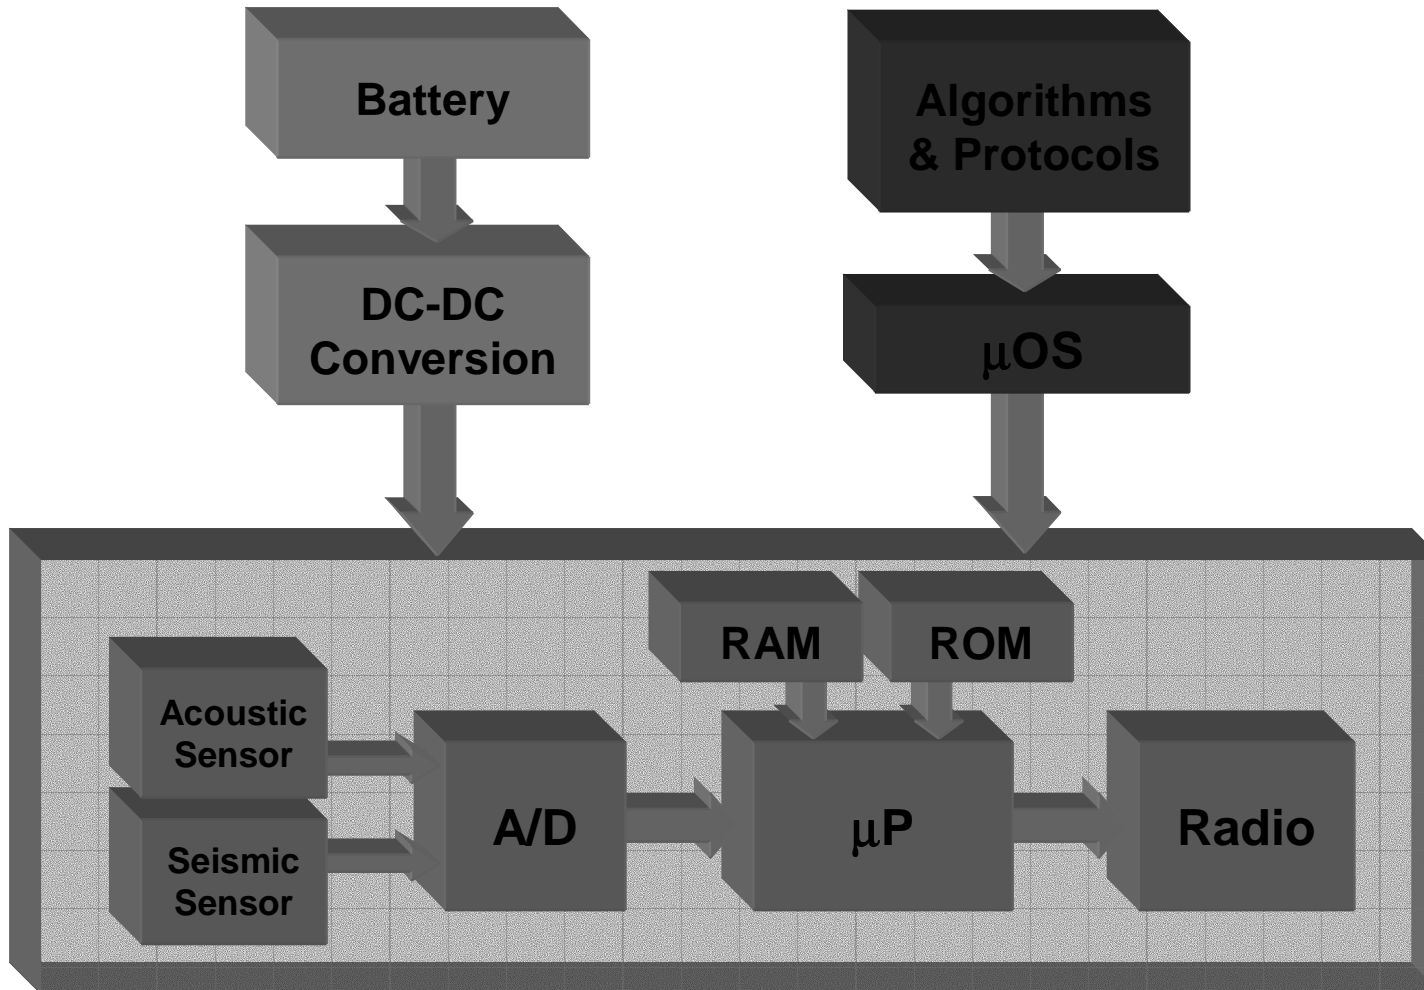 Battery
Algorithms
& Protocols
DC-DC
Conversion
μOS
RAM
ROM
Acoustic
Sensor
Seismic
Sensor
A/D
μP
Radio